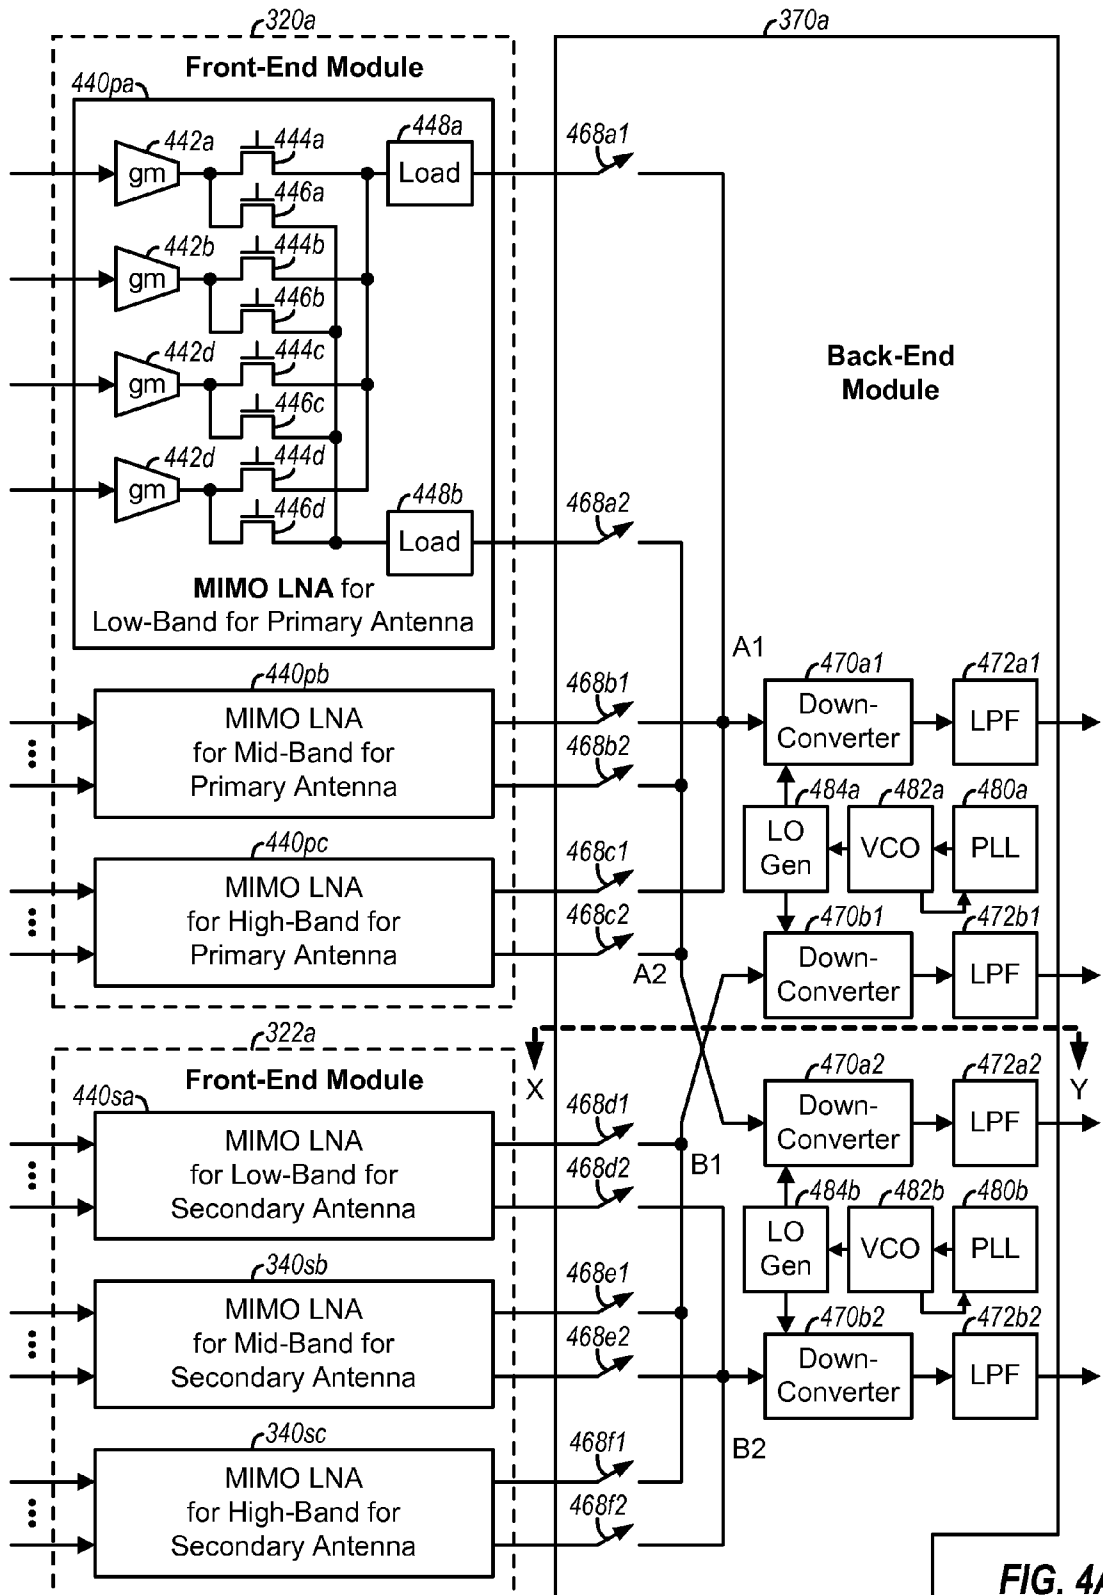 320a
370a
Front-End Module
440pa
442a
gm
444a
446a
448a
Load
468a1
442b
gm
444b
446b
442d
gm
444c
446c
Back-End
Module
442d
gm
444d
446d
448b
Load
468a2
MIMO LNA for
Low-Band for Primary Antenna
A1
440pb
MIMO LNA
for Mid-Band for
Primary Antenna
468b1
468b2
470a1
Down-
Converter
472a1
LPF
484a
LO
Gen
482a
VCO
480a
PLL
440pc
MIMO LNA
for High-Band for
Primary Antenna
468c1
468c2
A2
470b1
Down-
Converter
472b1
LPF
322a
Front-End Module
X
Y
440sa
MIMO LNA
for Low-Band for
Secondary Antenna
468d1
468d2
B1
470a2
Down-
Converter
472a2
LPF
484b
LO
Gen
482b
VCO
480b
PLL
340sb
MIMO LNA
for Mid-Band for
Secondary Antenna
468e1
468e2
470b2
Down-
Converter
472b2
LPF
340sc
MIMO LNA
for High-Band for
Secondary Antenna
468f1
468f2
B2
FIG. 4A